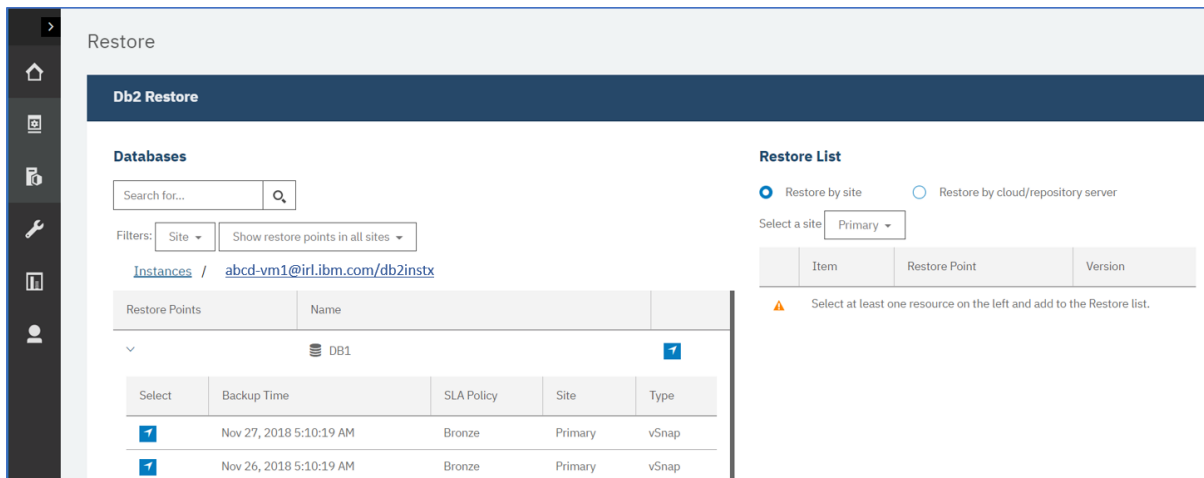 Restore
Db2 Restore
Databases
Search for...
Filters: Site Show restore points in all sites
Instances / abcd-vm1@irl.ibm.com/db2instx
Restore Points Name
DB1
Select Backup Time SLA Policy Site Type
Nov 27, 2018 5:10:19 AM Bronze Primary vSnap
Nov 26, 2018 5:10:19 AM Bronze Primary vSnap
Restore List
Restore by site Restore by cloud/repository server
Select a site Primary
Item Restore Point Version
Select at least one resource on the left and add to the Restore list.